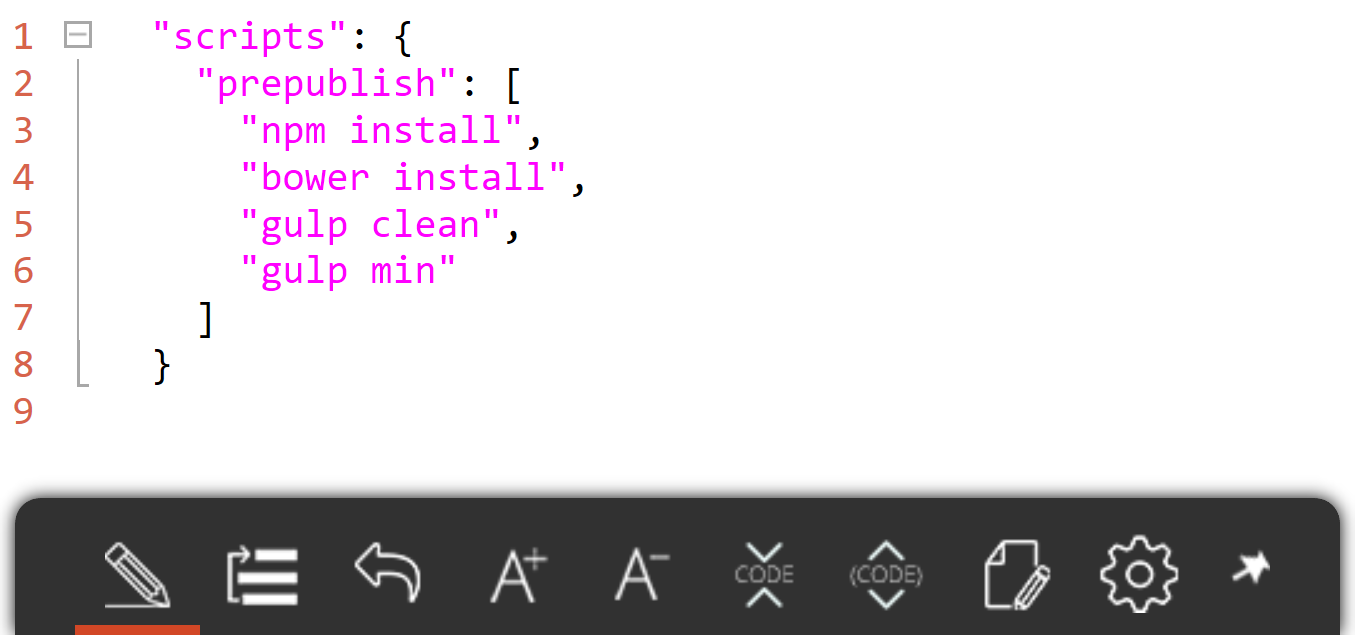 1 "scripts": {
2 "prepublish": [
3 "npm install",
4 "bower install",
5 "gulp clean",
6 "gulp min"
7 ]
8 }
9
A+ A- CODE (CODE)